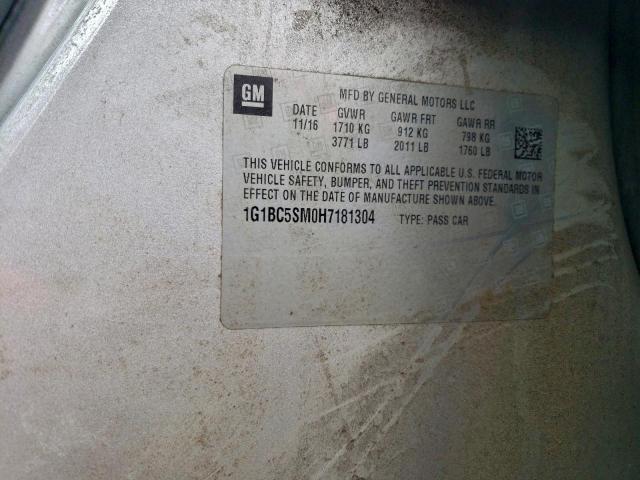 GM
MFD BY GENERAL MOTORS LLC
DATE GVWR GAWR FRT GAWR RR
11/16 1710 KG 912 KG 798 KG
3771 LB 2011 LB 1760 LB
THIS VEHICLE CONFORMS TO ALL APPLICABLE U.S. FEDERAL MOTOR
VEHICLE SAFETY, BUMPER, AND THEFT PREVENTION STANDARDS IN
EFFECT ON THE DATE OF MANUFACTURE SHOWN ABOVE.
1G1BC5SM0H7181304 TYPE: PASS CAR